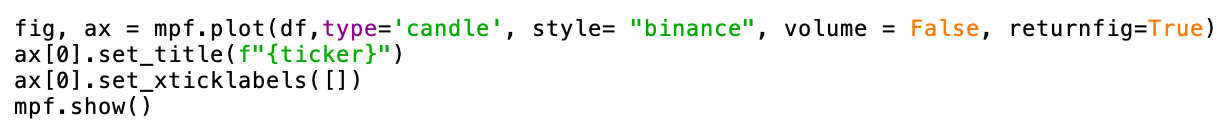 fig, ax = mpf.plot(df,type='candle', style= "binance", volume = False, returnfig=True)
ax[0].set_title(f"{ticker}")
ax[0].set_xticklabels([])
mpf.show()